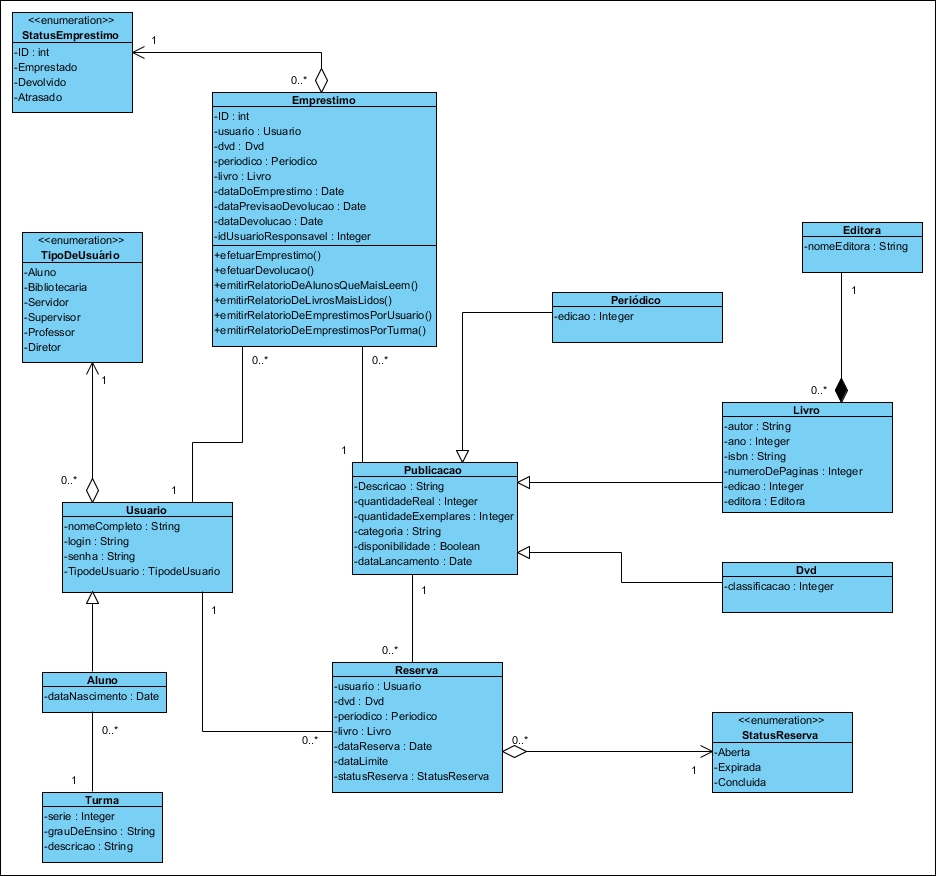 <<enumeration>>
StatusEmprestimo
-ID : int
-Emprestado
-Devolvido
-Atrasado
1
0..*
Emprestimo
-ID : int
-usuario : Usuario
-dvd : Dvd
-periodico : Periodico
-livro : Livro
-dataDoEmprestimo : Date
-dataPrevisaoDevolucao : Date
-dataDevolucao : Date
-idUsuarioResponsavel : Integer
+efetuarEmprestimo()
+efetuarDevolucao()
+emitirRelatorioDeAlunosQueMaisLeem()
+emitirRelatorioDeLivrosMaisLidos()
+emitirRelatorioDeEmprestimosPorUsuario()
+emitirRelatorioDeEmprestimosPorTurma()
0..*
0..*
<<enumeration>>
TipoDeUsuário
-Aluno
-Bibliotecaria
-Servidor
-Supervisor
-Professor
-Diretor
1
0..*
Editora
-nomeEditora : String
1
0..*
Periódico
-edicao : Integer
Livro
-autor : String
-ano : Integer
-isbn : String
-numeroDePaginas : Integer
-edicao : Integer
-editora : Editora
1
1
Publicacao
-Descricao : String
-quantidadeReal : Integer
-quantidadeExemplares : Integer
-categoria : String
-disponibilidade : Boolean
-dataLancamento : Date
1
0..*
Usuario
-nomeCompleto : String
-login : String
-senha : String
-TipodeUsuario : TipodeUsuario
1
0..*
Dvd
-classificacao : Integer
Aluno
-dataNascimento : Date
0..*
1
Reserva
-usuario : Usuario
-dvd : Dvd
-periodico : Periodico
-livro : Livro
-dataReserva : Date
-dataLimite
-statusReserva : StatusReserva
0..*
1
<<enumeration>>
StatusReserva
-Aberta
-Expirada
-Concluida
Turma
-serie : Integer
-grauDeEnsino : String
-descricao : String